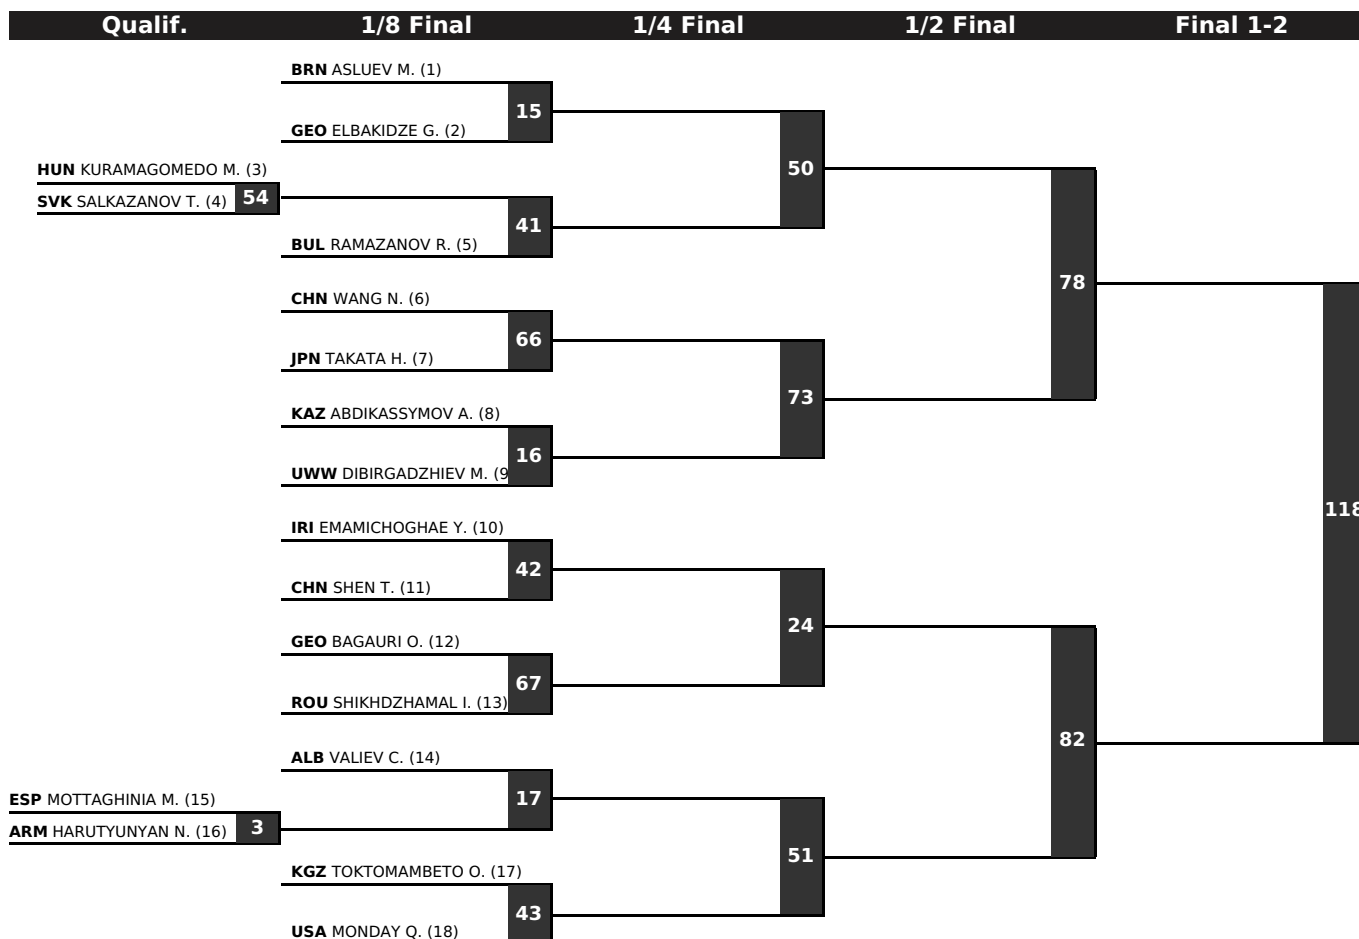 Qualif. 1/8 Final 1/4 Final 1/2 Final Final 1-2
BRN ASLUEV M. (1)
15
GEO ELBAKIDZE G. (2)
HUN KURAMAGOMEDO M. (3)
50
SVK SALKAZANOV T. (4) 54
41
BUL RAMAZANOV R. (5)
78
CHN WANG N. (6)
66
JPN TAKATA H. (7)
73
KAZ ABDIKASSYMOV A. (8)
16
UWW DIBIRGADZHIEV M. (9
118
IRI EMAMICHOGHAE Y. (10)
42
CHN SHEN T. (11)
24
GEO BAGAURI O. (12)
67
ROU SHIKHDZHAMAL I. (13)
82
ALB VALIEV C. (14)
17
ESP MOTTAGHINIA M. (15)
ARM HARUTYUNYAN N. (16) 3
51
KGZ TOKTOMAMBETO O. (17)
43
USA MONDAY Q. (18)